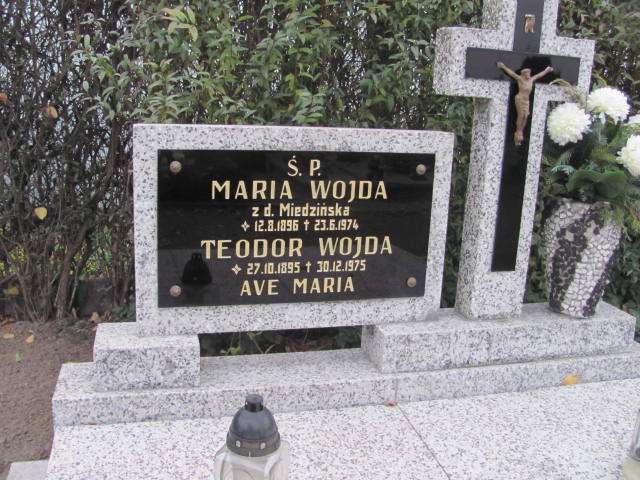 Ś. P.
MARIA WOJDA
z d. Miedzińska
✧ 12.8.1896 † 23.6.1974
TEODOR WOJDA
✧ 27.10.1895 † 30.12.1975
AVE MARIA